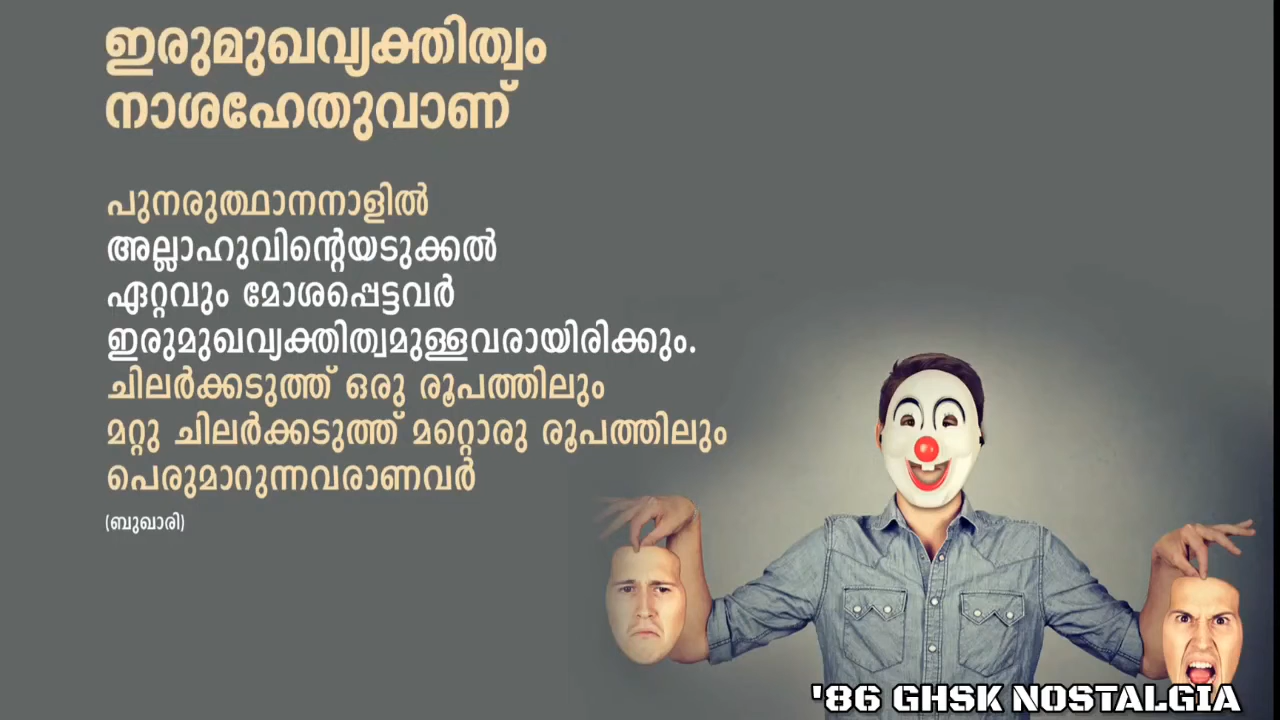 ഇരുമുഖവ്യക്തിത്വം
നാശഹേതുവാണ്
പുനരുത്ഥാനനാളിൽ
അല്ലാഹുവിന്റെയടുക്കൽ
ഏറ്റവും മോശപ്പെട്ടവർ
ഇരുമുഖവ്യക്തിത്വമുള്ളവരായിരിക്കും.
ചിലർക്കടുത്ത് ഒരു രൂപത്തിലും
മറ്റു ചിലർക്കടുത്ത് മറ്റൊരു രൂപത്തിലും
പെരുമാറുന്നവരാണവർ
(ബുഖാരി)
'86 GHSK NOSTALGIA